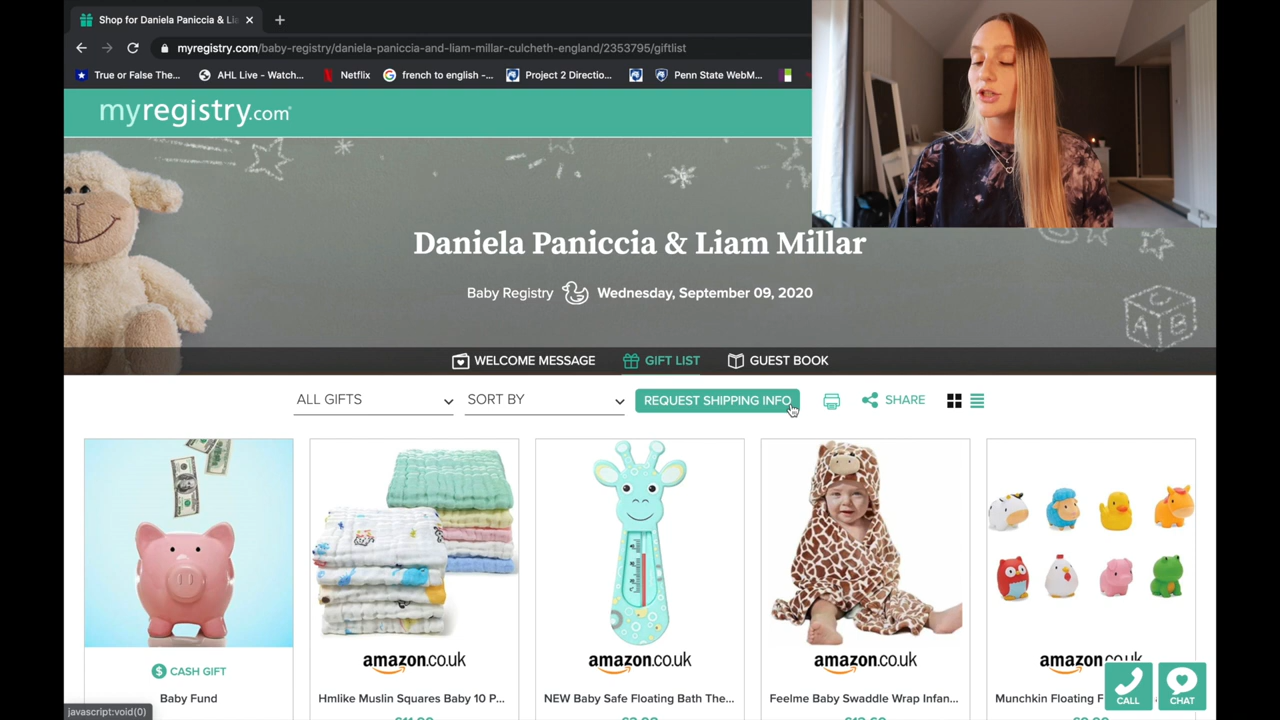 Shop for Daniela Paniccia & Lia
myregistry.com/baby-registry/daniela-paniccia-and-liam-millar-culcheth-england/2353795/giftlist
True or False The... AHL Live - Watch... Netflix french to english -... Project 2 Directio... Penn State WebM...
myregistry.com
Daniela Paniccia & Liam Millar
Baby Registry Wednesday, September 09, 2020
WELCOME MESSAGE GIFT LIST GUEST BOOK
ALL GIFTS SORT BY REQUEST SHIPPING INFO SHARE
amazon.co.uk amazon.co.uk amazon.co.uk amazon.co.uk
$ CASH GIFT
Baby Fund Hmlike Muslin Squares Baby 10 P... NEW Baby Safe Floating Bath The... Feelme Baby Swaddle Wrap Infan... Munchkin Floating F
CALL CHAT
javascript:void(0)